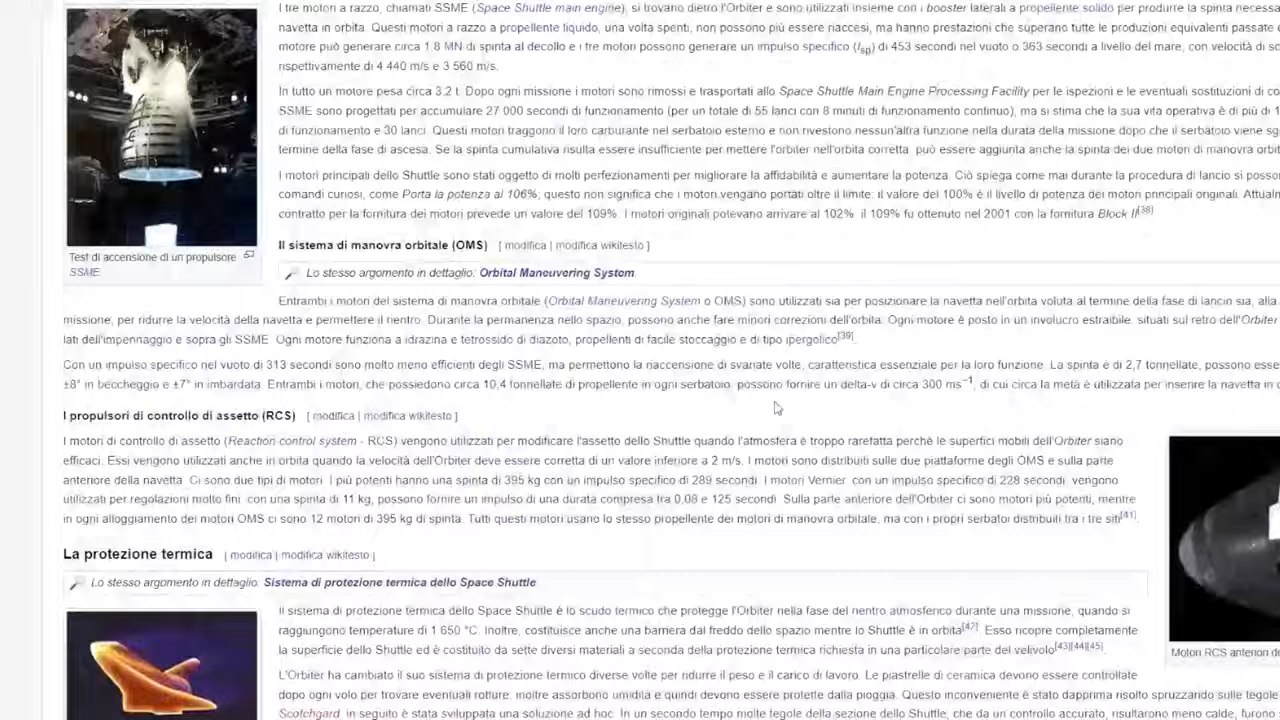 I tre motori a razzo, chiamati SSME (Space Shuttle main engine), si trovano dietro l'Orbiter e sono utilizzati insieme con i booster laterali a propellente solido per produrre la spinta necessa
navetta in orbita. Questi motori a razzo a propellente liquido, una volta spenti, non possono più essere riaccesi, ma hanno prestazioni che superano tutte le produzioni equivalenti passate
motore può generare circa 1.8 MN di spinta al decollo e i tre motori possono generare un impulso specifico (Isp) di 453 secondi nel vuoto o 363 secondi a livello del mare, con velocità di sc
rispettivamente di 4 440 m/s e 3 560 m/s.
In tutto un motore pesa circa 3.2 t. Dopo ogni missione i motori sono rimossi e trasportati allo Space Shuttle Main Engine Processing Facility per le ispezioni e le eventuali sostituzioni di co
SSME sono progettati per accumulare 27 000 secondi di funzionamento (per un totale di 55 lanci con 8 minuti di funzionamento continuo), ma si stima che la sua vita operativa è di più di
di funzionamento e 30 lanci. Questi motori traggono il loro carburante nel serbatoio esterno e non rivestono nessun'altra funzione nella durata della missione dopo che il serbatoio viene sg
termine della fase di ascesa. Se la spinta cumulativa risulta essere insufficiente per mettere l'orbiter nell'orbita corretta, può essere aggiunta anche la spinta dei due motori di manovra orbit
I motori principali dello Shuttle sono stati oggetto di molti perfezionamenti per migliorare la affidabilità e aumentare la potenza. Ciò spiega come mai durante la procedura di lancio si posso
comandi curiosi, come Porta la potenza al 106%; questo non significa che i motori vengano portati oltre il limite: il valore del 100% è il livello di potenza dei motori principali originali. Attual
contratto per la fornitura dei motori prevede un valore del 109%. I motori originali potevano arrivare al 102%. il 109% fu ottenuto nel 2001 con la fornitura Block II[38]
Test di accensione di un propulsore
SSME
Il sistema di manovra orbitale (OMS) [ modifica | modifica wikitesto ]
Lo stesso argomento in dettaglio: Orbital Maneuvering System.
Entrambi i motori del sistema di manovra orbitale (Orbital Maneuvering System o OMS) sono utilizzati sia per posizionare la navetta nell'orbita voluta al termine della fase di lancio sia, alla
missione, per ridurre la velocità della navetta e permettere il rientro. Durante la permanenza nello spazio, possono anche fare minori correzioni dell'orbita. Ogni motore è posto in un involucro estraibile, situati sul retro dell'Orbiter
lati dell'impennaggio e sopra gli SSME. Ogni motore funziona a idrazina e tetrossido di diazoto, propellenti di facile stoccaggio e di tipo ipergolico[39].
Con un impulso specifico nel vuoto di 313 secondi sono molto meno efficienti degli SSME, ma permettono la riaccensione di svariate volte, caratteristica essenziale per la loro funzione. La spinta è di 2,7 tonnellate, possono esse
±8° in beccheggio e ±7° in imbardata. Entrambi i motori, che possiedono circa 10,4 tonnellate di propellente in ogni serbatoio, possono fornire un delta-v di circa 300 ms−1, di cui circa la metà è utilizzata per inserire la navetta in o
I propulsori di controllo di assetto (RCS) [ modifica | modifica wikitesto ]
I motori di controllo di assetto (Reaction control system - RCS) vengono utilizzati per modificare l'assetto dello Shuttle quando l'atmosfera è troppo rarefatta perchè le superfici mobili dell'Orbiter siano
efficaci. Essi vengono utilizzati anche in orbita quando la velocità dell'Orbiter deve essere corretta di un valore inferiore a 2 m/s. I motori sono distribuiti sulle due piattaforme degli OMS e sulla parte
anteriore della navetta. Ci sono due tipi di motori. I più potenti hanno una spinta di 395 kg con un impulso specifico di 289 secondi. I motori Vernier, con un impulso specifico di 228 secondi, vengono
utilizzati per regolazioni molto fini: con una spinta di 11 kg, possono fornire un impulso di una durata compresa tra 0,08 e 125 secondi. Sulla parte anteriore dell'Orbiter ci sono motori più potenti, mentre
in ogni alloggiamento dei motori OMS ci sono 12 motori di 395 kg di spinta. Tutti questi motori usano lo stesso propellente dei motori di manovra orbitale, ma con i propri serbatoi distribuiti tra i tre siti[41].
Motori RCS anteriori de
La protezione termica [ modifica | modifica wikitesto ]
Lo stesso argomento in dettaglio: Sistema di protezione termica dello Space Shuttle
Il sistema di protezione termica dello Space Shuttle è lo scudo termico che protegge l'Orbiter nella fase del rientro atmosferico durante una missione, quando si
raggiungono temperature di 1 650 °C. Inoltre, costituisce anche una barriera dal freddo dello spazio mentre lo Shuttle è in orbita[42]. Esso ricopre completamente
la superficie dello Shuttle ed è costituito da sette diversi materiali a seconda della protezione termica richiesta in una particolare parte del velivolo[43][44][45].
L'Orbiter ha cambiato il suo sistema di protezione termico diverse volte per ridurre il peso e il carico di lavoro. Le piastrelle di ceramica devono essere controllate
dopo ogni volo per trovare eventuali rotture: inoltre assorbono umidità e quindi devono essere protette dalla pioggia. Questo inconveniente è stato dapprima risolto spruzzando sulle tegole
Scotchgard, in seguito è stata sviluppata una soluzione ad hoc. In un secondo tempo molte tegole della sezione dello Shuttle, che da un controllo accurato, risultarono meno calde, furono